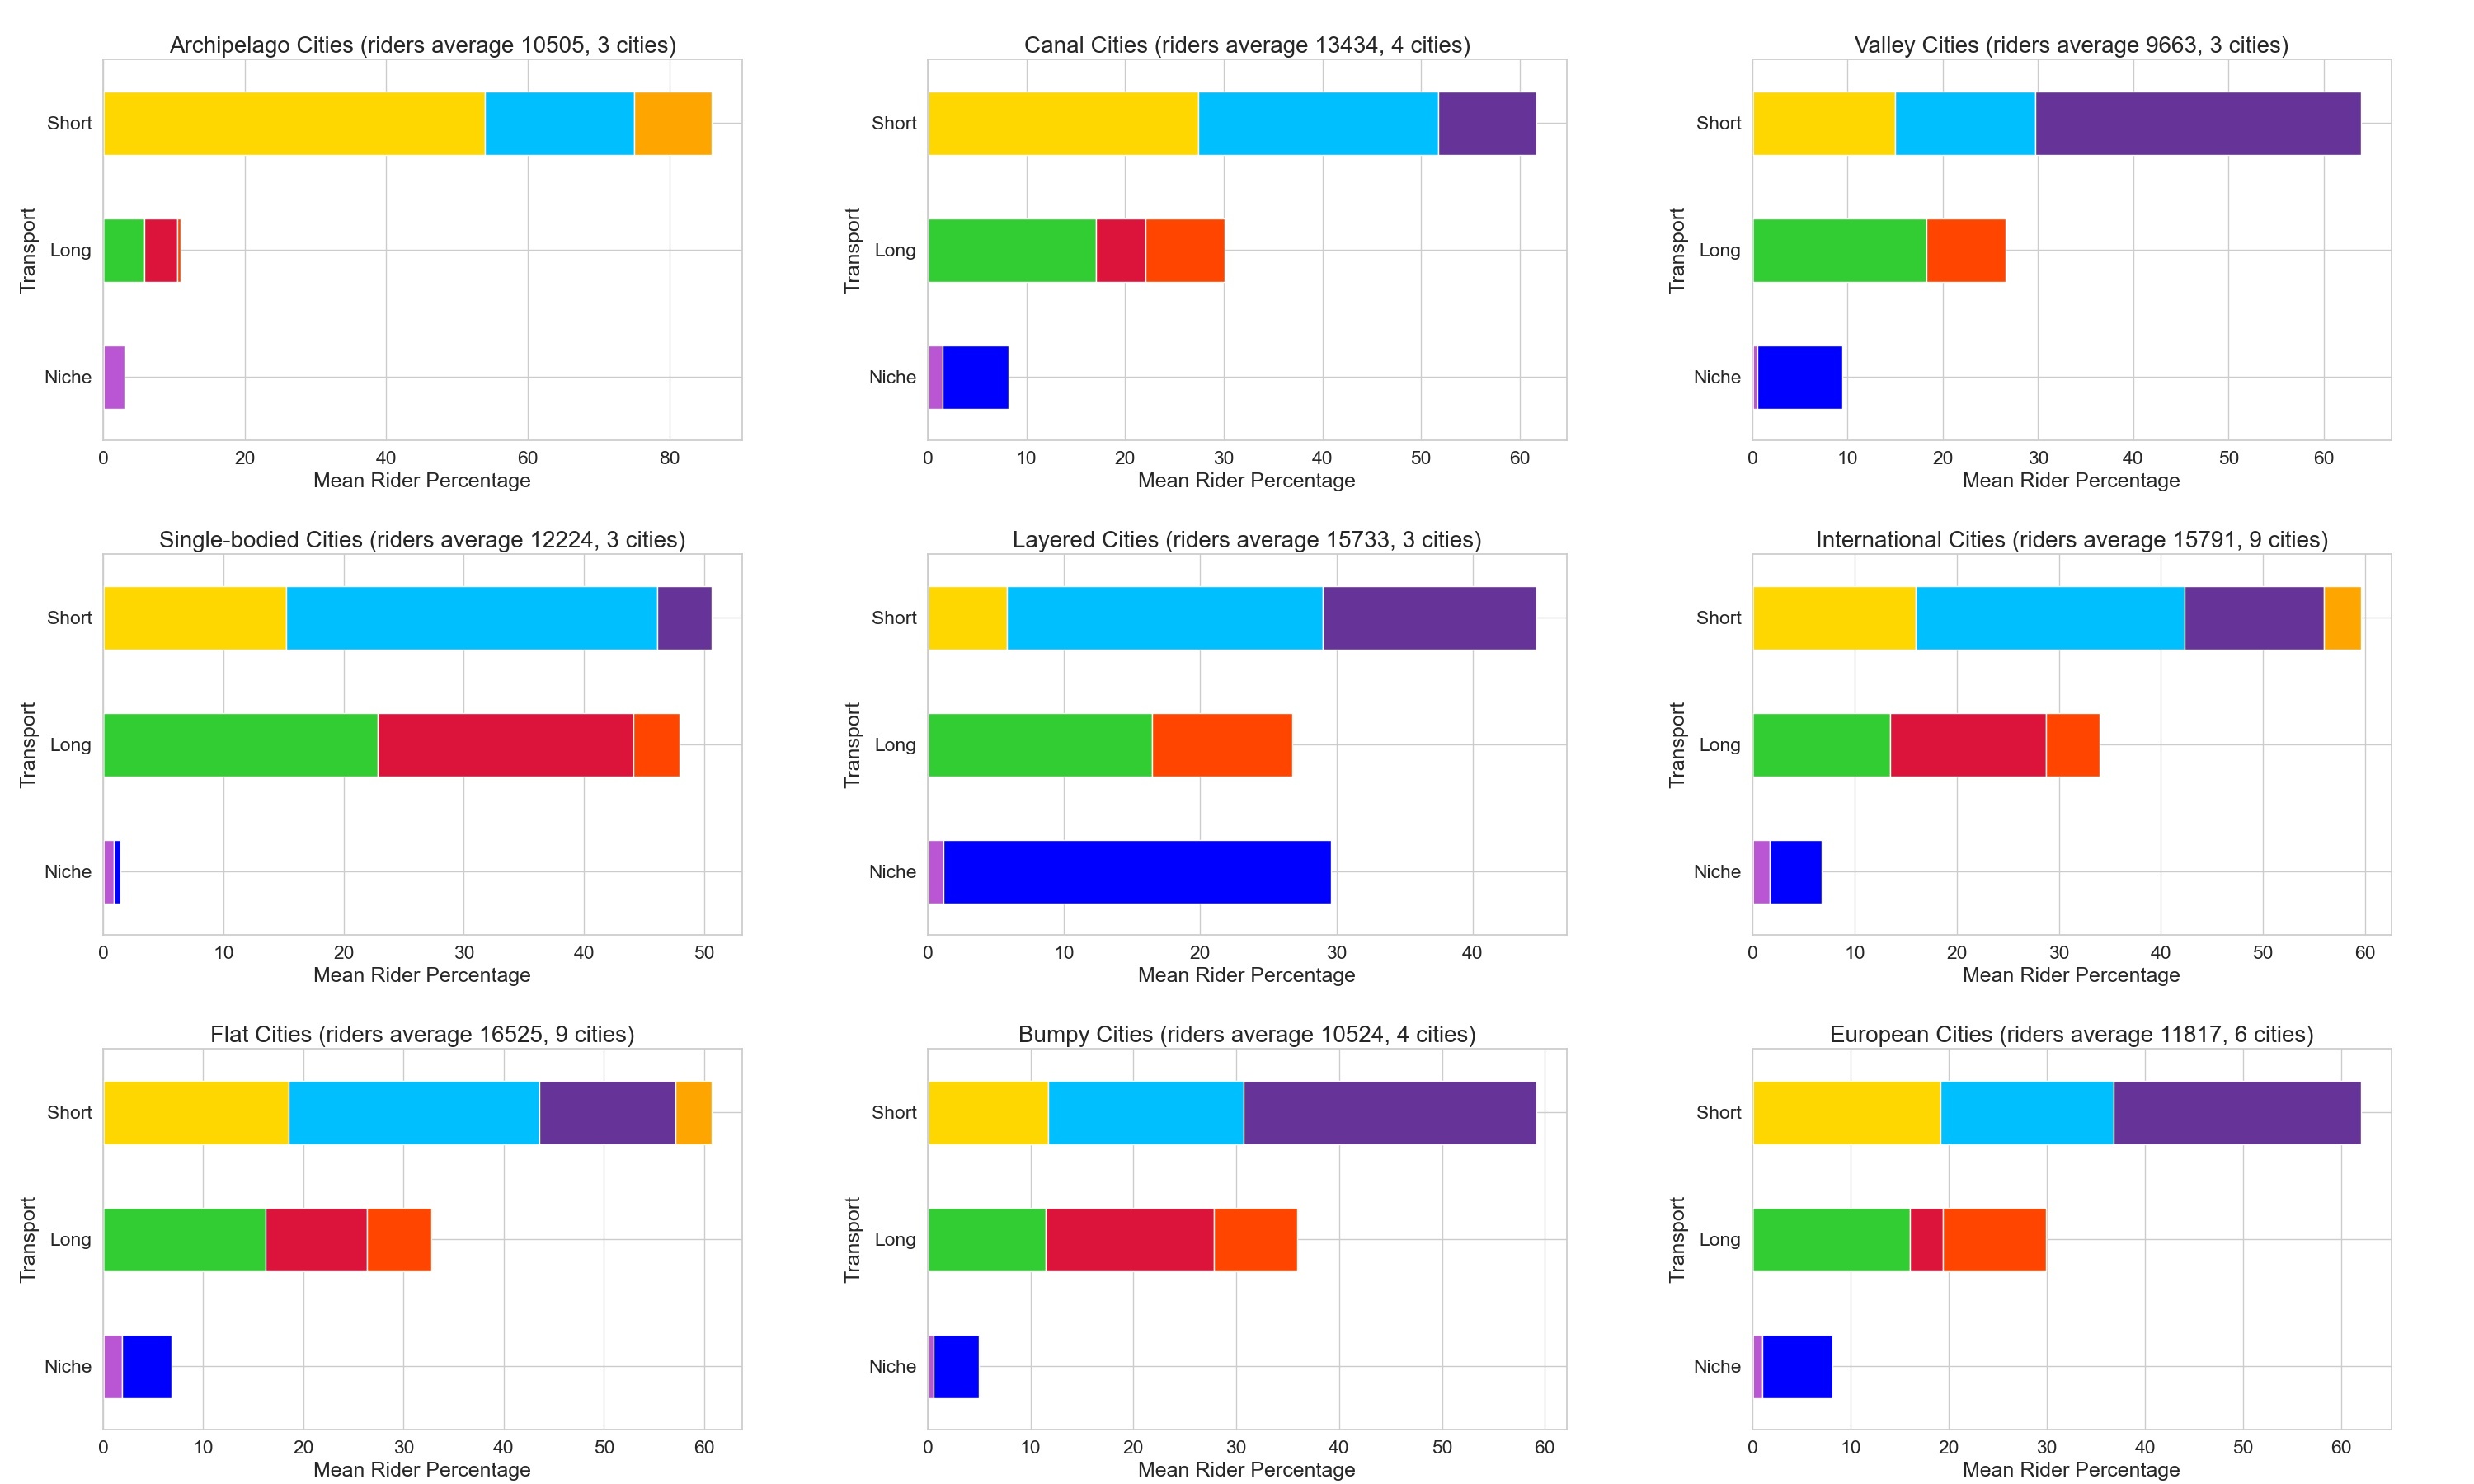 Archipelago Cities (riders average 10505, 3 cities)
Short
Long
Niche
Transport
0 20 40 60 80
Mean Rider Percentage
Canal Cities (riders average 13434, 4 cities)
Short
Long
Niche
Transport
0 10 20 30 40 50 60
Mean Rider Percentage
Valley Cities (riders average 9663, 3 cities)
Short
Long
Niche
Transport
0 10 20 30 40 50 60
Mean Rider Percentage
Single-bodied Cities (riders average 12224, 3 cities)
Short
Long
Niche
Transport
0 10 20 30 40 50
Mean Rider Percentage
Layered Cities (riders average 15733, 3 cities)
Short
Long
Niche
Transport
0 10 20 30 40
Mean Rider Percentage
International Cities (riders average 15791, 9 cities)
Short
Long
Niche
Transport
0 10 20 30 40 50 60
Mean Rider Percentage
Flat Cities (riders average 16525, 9 cities)
Short
Long
Niche
Transport
0 10 20 30 40 50 60
Mean Rider Percentage
Bumpy Cities (riders average 10524, 4 cities)
Short
Long
Niche
Transport
0 10 20 30 40 50 60
Mean Rider Percentage
European Cities (riders average 11817, 6 cities)
Short
Long
Niche
Transport
0 10 20 30 40 50 60
Mean Rider Percentage